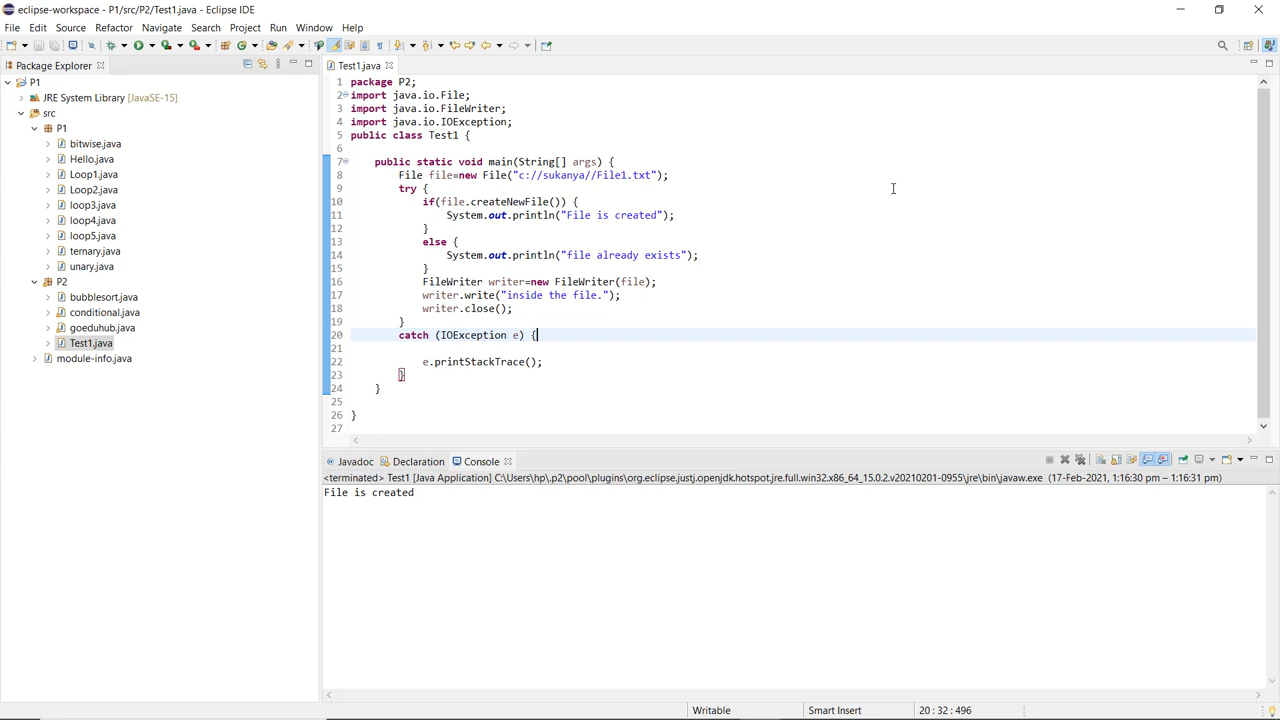 eclipse-workspace - P1/src/P2/Test1.java - Eclipse IDE
File Edit Source Refactor Navigate Search Project Run Window Help
Package Explorer
P1
JRE System Library [JavaSE-15]
src
P1
bitwise.java
Hello.java
Loop1.java
Loop2.java
loop3.java
loop4.java
loop5.java
ternary.java
unary.java
P2
bubblesort.java
conditional.java
goeduhub.java
Test1.java
module-info.java
Test1.java
1 package P2;
2 import java.io.File;
3 import java.io.FileWriter;
4 import java.io.IOException;
5 public class Test1 {
6
7 public static void main(String[] args) {
8 File file=new File("c://sukanya//File1.txt");
9 try {
10 if(file.createNewFile()) {
11 System.out.println("File is created");
12 }
13 else {
14 System.out.println("file already exists");
15 }
16 FileWriter writer=new FileWriter(file);
17 writer.write("inside the file.");
18 writer.close();
19 }
20 catch (IOException e) {
21
22 e.printStackTrace();
23 }
24 }
25
26 }
27
Javadoc Declaration Console
<terminated> Test1 [Java Application] C:\Users\hp\.p2\pool\plugins\org.eclipse.justj.openjdk.hotspot.jre.full.win32.x86_64_15.0.2.v20210201-0955\jre\bin\javaw.exe (17-Feb-2021, 1:16:30 pm – 1:16:31 pm)
File is created
Writable Smart Insert 20 : 32 : 496